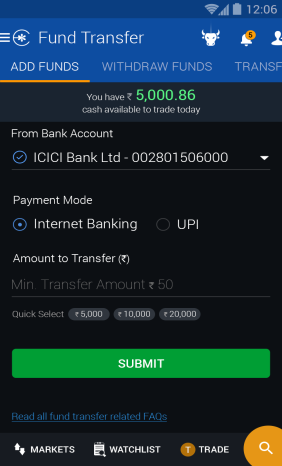 12:06
Fund Transfer
5
ADD FUNDS WITHDRAW FUNDS TRANSF
You have ₹ 5,000.86
cash available to trade today
From Bank Account
ICICI Bank Ltd - 002801506000
Payment Mode
Internet Banking UPI
Amount to Transfer (₹)
Min. Transfer Amount ₹ 50
Quick Select ₹ 5,000 ₹ 10,000 ₹ 20,000
SUBMIT
Read all fund transfer related FAQs
MARKETS WATCHLIST T TRADE